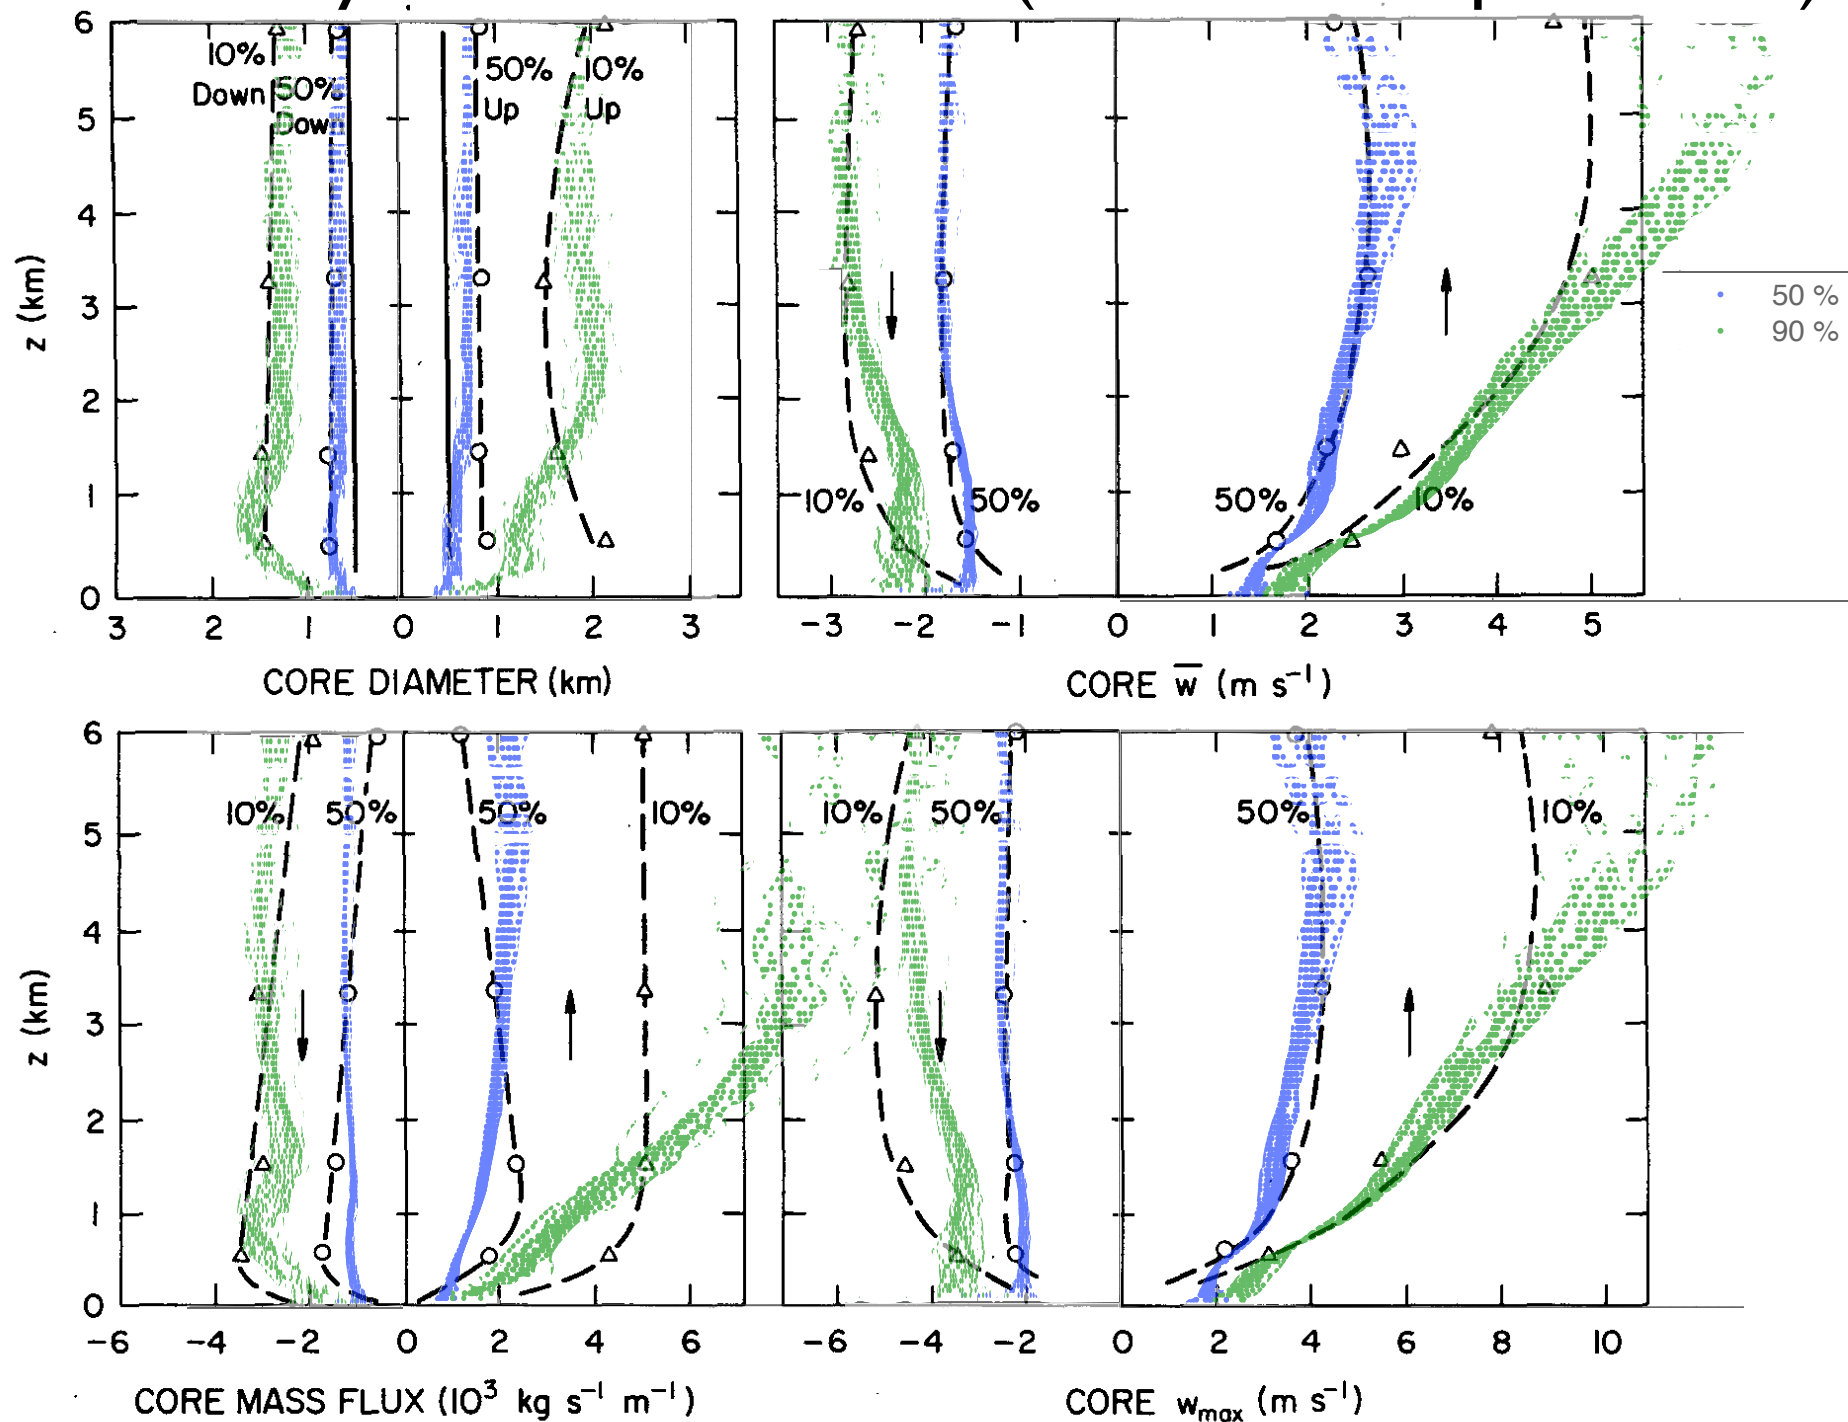 6
5
4
3
2
1
0
z (km)
10%
Down
50%
Down
50%
Up
10%
Up
3 2 1 0 1 2 3
CORE DIAMETER (km)
10%
50%
50%
10%
-3 -2 -1 0 1 2 3 4 5
CORE w̅ (m s⁻¹)
50 %
90 %
6
5
4
3
2
1
0
z (km)
10%
50%
50%
10%
-6 -4 -2 0 2 4 6
CORE MASS FLUX (10³ kg s⁻¹ m⁻¹)
10%
50%
50%
10%
-6 -4 -2 0 2 4 6 8 10
CORE wmax (m s⁻¹)